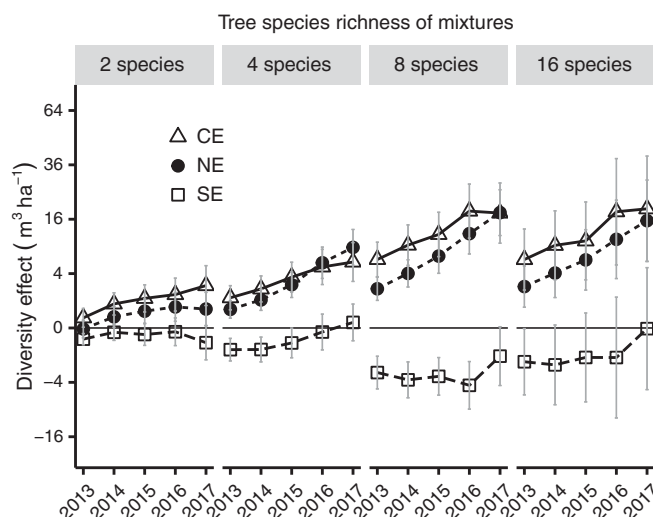 Tree species richness of mixtures
2 species 4 species 8 species 16 species
Diversity effect ( m³ ha⁻¹)
64
36
16
4
0
−4
−16
CE
NE
SE
2013 2014 2015 2016 2017 2013 2014 2015 2016 2017 2013 2014 2015 2016 2017 2013 2014 2015 2016 2017